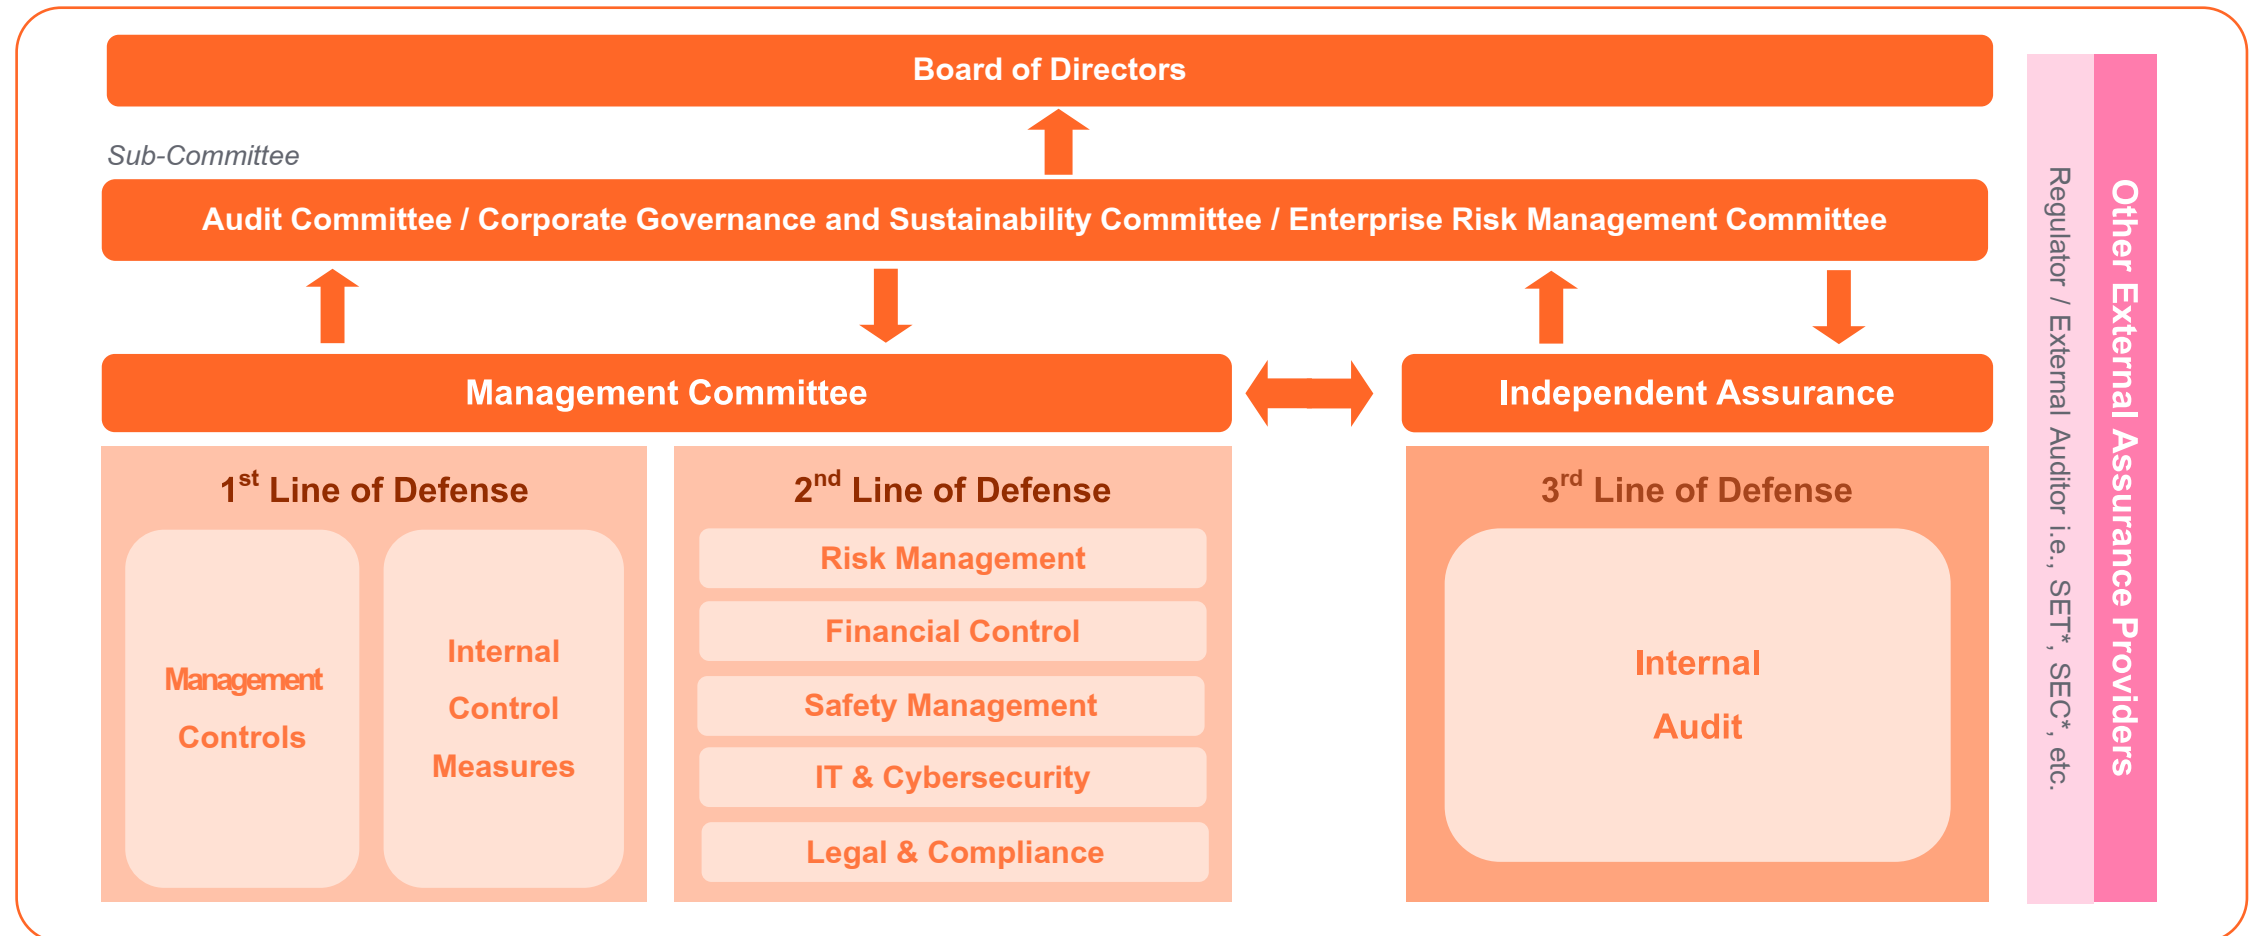 Board of Directors
Sub-Committee
Audit Committee / Corporate Governance and Sustainability Committee / Enterprise Risk Management Committee
Management Committee
Independent Assurance
1st Line of Defense
Management
Controls
Internal
Control
Measures
2nd Line of Defense
Risk Management
Financial Control
Safety Management
IT & Cybersecurity
Legal & Compliance
3rd Line of Defense
Internal
Audit
Regulator / External Auditor i.e., SET*, SEC*, etc.
Other External Assurance Providers